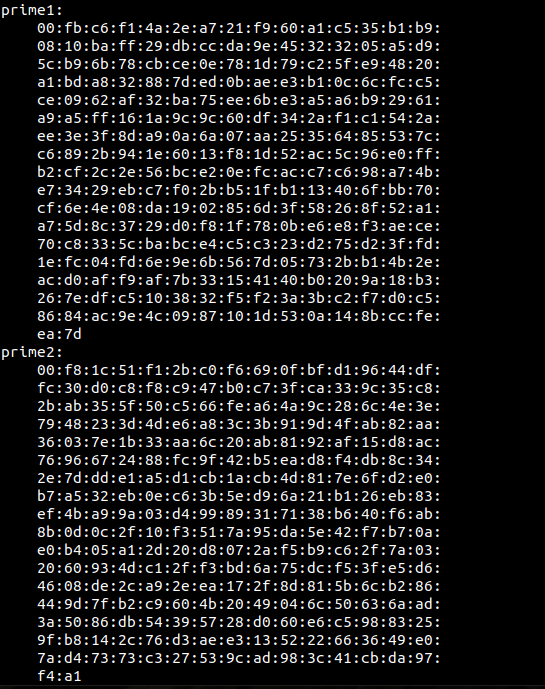 prime1:
00:fb:c6:f1:4a:2e:a7:21:f9:60:a1:c5:35:b1:b9:
08:10:ba:ff:29:db:cc:da:9e:45:32:32:05:a5:d9:
5c:b9:6b:78:cb:ce:0e:78:1d:79:c2:5f:e9:48:20:
a1:bd:a8:32:88:7d:ed:0b:ae:e3:b1:0c:6c:fc:c5:
ce:09:62:af:32:ba:75:ee:6b:e3:a5:a6:b9:29:61:
a9:a5:ff:16:1a:9c:9c:60:df:34:2a:f1:c1:54:2a:
ee:3e:3f:8d:a9:0a:6a:07:aa:25:35:64:85:53:7c:
c6:89:2b:94:1e:60:13:f8:1d:52:ac:5c:96:e0:ff:
b2:cf:2c:2e:56:bc:e2:0e:fc:ac:c7:c6:98:a7:4b:
e7:34:29:eb:c7:f0:2b:b5:1f:b1:13:40:6f:bb:70:
cf:6e:4e:08:da:19:02:85:6d:3f:58:26:8f:52:a1:
a7:5d:8c:37:29:d0:f8:1f:78:0b:e6:e8:f3:ae:ce:
70:c8:33:5c:ba:bc:e4:c5:c3:23:d2:75:d2:3f:fd:
1e:fc:04:fd:6e:9e:6b:56:7d:05:73:2b:b1:4b:2e:
ac:d0:af:f9:af:7b:33:15:41:40:b0:20:9a:18:b3:
26:7e:df:c5:10:38:32:f5:f2:3a:3b:c2:f7:d0:c5:
86:84:ac:9e:4c:09:87:10:1d:53:0a:14:8b:cc:fe:
ea:7d
prime2:
00:f8:1c:51:f1:2b:c0:f6:69:0f:bf:d1:96:44:df:
fc:30:d0:c8:f8:c9:47:b0:c7:3f:ca:33:9c:35:c8:
2b:ab:35:5f:50:c5:66:fe:a6:4a:9c:28:6c:4e:3e:
79:48:23:3d:4d:e6:a8:3c:3b:91:9d:4f:ab:82:aa:
36:03:7e:1b:33:aa:6c:20:ab:81:92:af:15:d8:ac:
76:96:67:24:88:fc:9f:42:b5:ea:d8:f4:db:8c:34:
2e:7d:dd:e1:a5:d1:cb:1a:cb:4d:81:7e:6f:d2:e0:
b7:a5:32:eb:0e:c6:3b:5e:d9:6a:21:b1:26:eb:83:
ef:4b:a9:9a:03:d4:99:89:31:71:38:b6:40:f6:ab:
8b:0d:0c:2f:10:f3:51:7a:95:da:5e:42:f7:b7:0a:
e0:b4:05:a1:2d:20:d8:07:2a:f5:b9:c6:2f:7a:03:
20:60:93:4d:c1:2f:f3:bd:6a:75:dc:f5:3f:e5:d6:
46:08:de:2c:a9:2e:ea:17:2f:8d:81:5b:6c:b2:86:
44:9d:7f:b2:c9:60:4b:20:49:04:6c:50:63:6a:ad:
3a:50:86:db:54:39:57:28:d0:60:e6:c5:98:83:25:
9f:b8:14:2c:76:d3:ae:e3:13:52:22:66:36:49:e0:
7a:d4:73:73:c3:27:53:9c:ad:98:3c:41:cb:da:97:
f4:a1